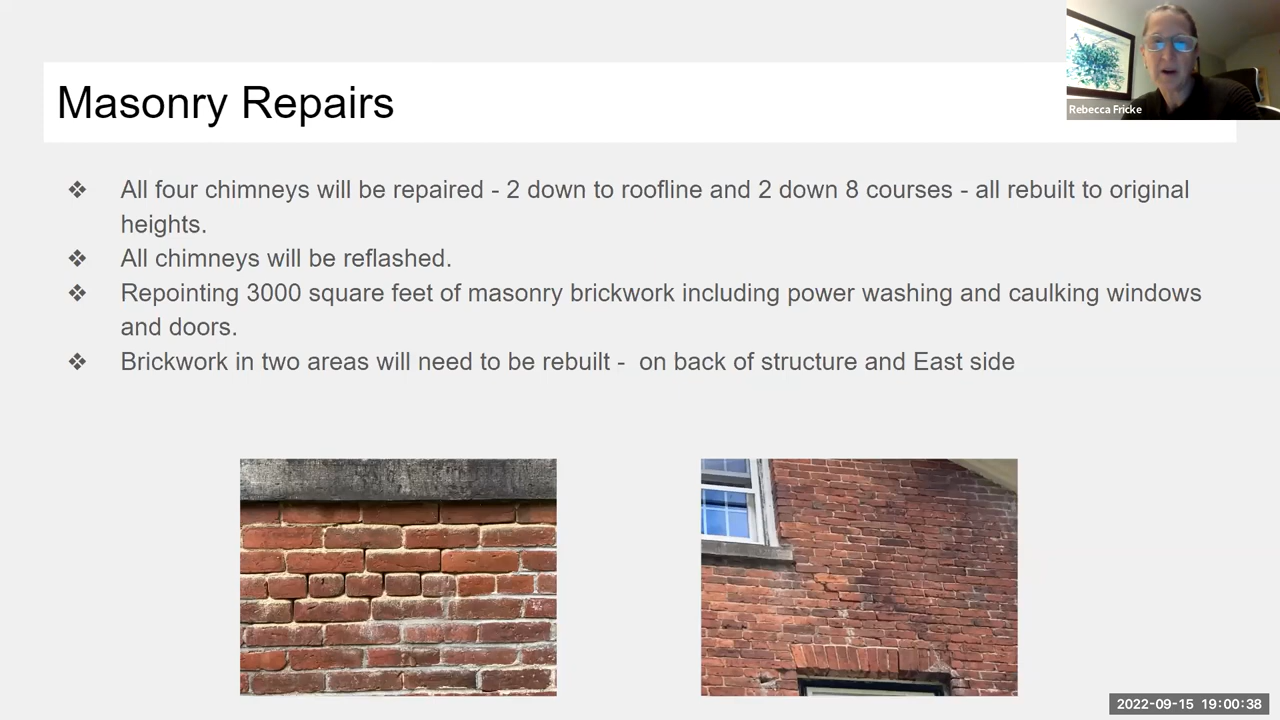 Masonry Repairs
Rebecca Fricke
❖ All four chimneys will be repaired - 2 down to roofline and 2 down 8 courses - all rebuilt to original
heights.
❖ All chimneys will be reflashed.
❖ Repointing 3000 square feet of masonry brickwork including power washing and caulking windows
and doors.
❖ Brickwork in two areas will need to be rebuilt - on back of structure and East side
2022-09-15 19:00:38